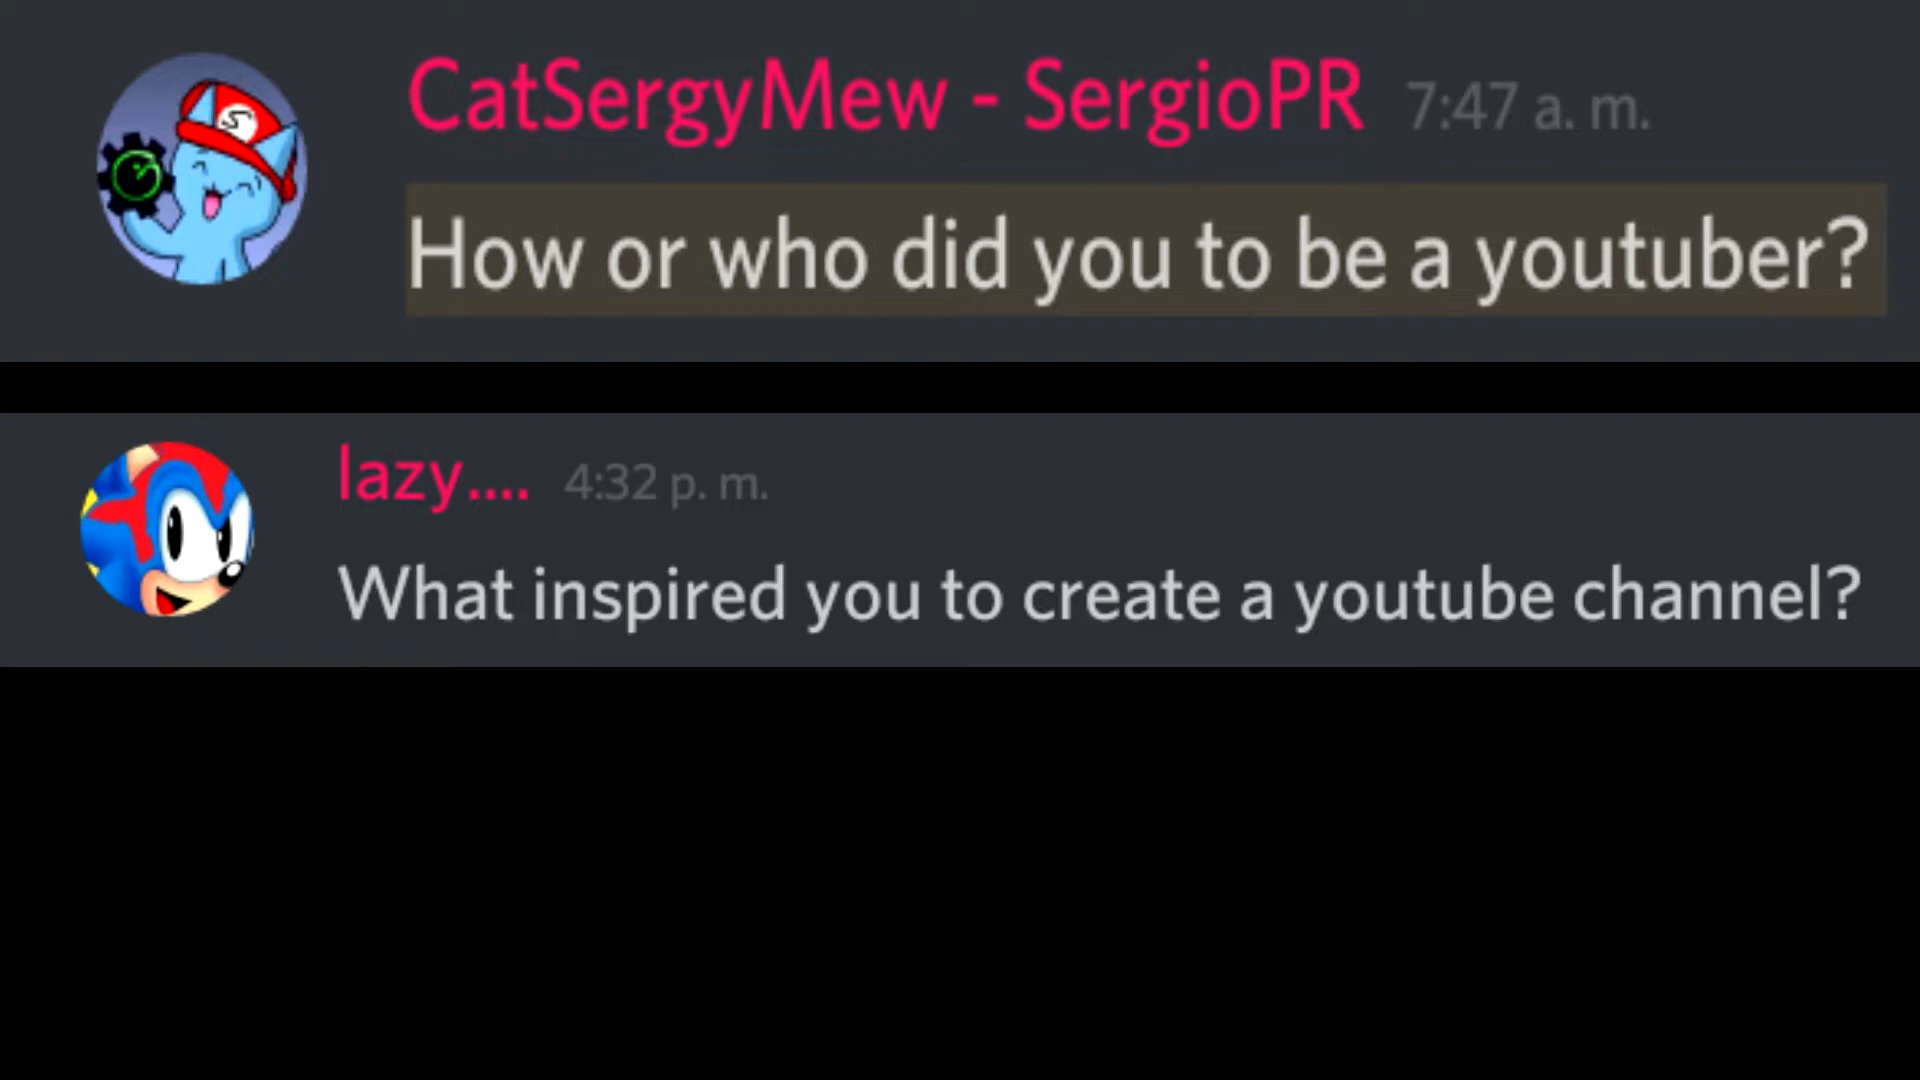 CatSergyMew - SergioPR 7:47 a. m.
How or who did you to be a youtuber?
lazy.... 4:32 p. m.
What inspired you to create a youtube channel?